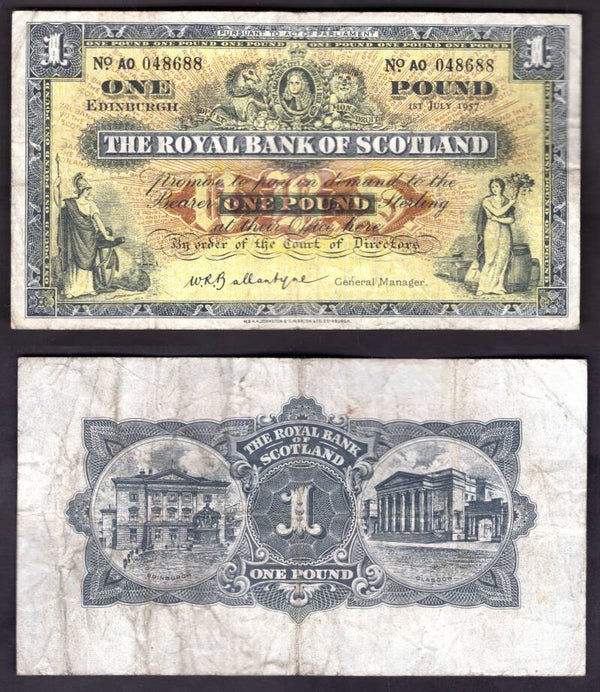 PURSUANT TO ACT OF PARLIAMENT
ONE POUND ONE POUND ONE POUND ONE POUND ONE POUND ONE POUND
1 1
Nº AO 048688 Nº AO 048688
ONE POUND
EDINBURGH 1ST JULY 1957
THE ROYAL BANK OF SCOTLAND
promise to pay on demand to the
Bearer ONE POUND Sterling
at their Office here
By order of the Court of Directors
W R Ballantyne General Manager.
THE ROYAL BANK
OF
SCOTLAND
1
EDINBURGH GLASGOW
ONE POUND